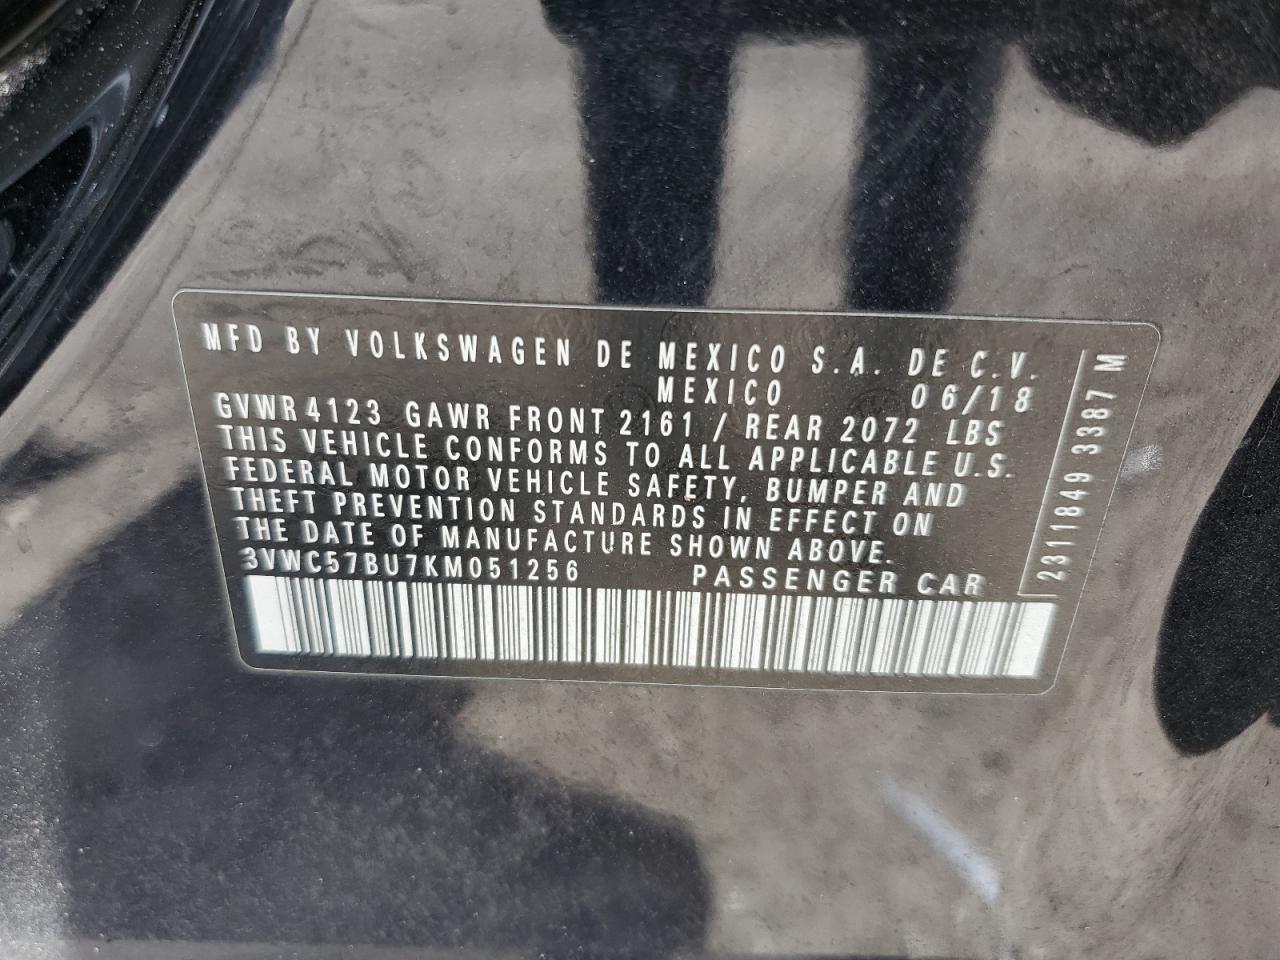 MFD BY VOLKSWAGEN DE MEXICO S.A. DE C.V.
MEXICO 06/18
GVWR 4123 GAWR FRONT 2161 / REAR 2072 LBS
THIS VEHICLE CONFORMS TO ALL APPLICABLE U.S.
FEDERAL MOTOR VEHICLE SAFETY, BUMPER AND
THEFT PREVENTION STANDARDS IN EFFECT ON
THE DATE OF MANUFACTURE SHOWN ABOVE.
3VWC57BU7KM051256 PASSENGER CAR
2311849 3387 M